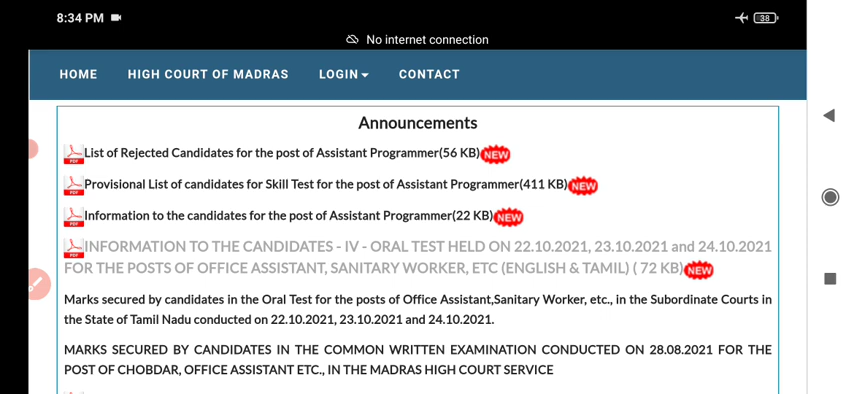 8:34 PM
38
No internet connection
HOME HIGH COURT OF MADRAS LOGIN CONTACT
Announcements
List of Rejected Candidates for the post of Assistant Programmer(56 KB) NEW
Provisional List of candidates for Skill Test for the post of Assistant Programmer(411 KB) NEW
Information to the candidates for the post of Assistant Programmer(22 KB) NEW
INFORMATION TO THE CANDIDATES - IV - ORAL TEST HELD ON 22.10.2021, 23.10.2021 and 24.10.2021
FOR THE POSTS OF OFFICE ASSISTANT, SANITARY WORKER, ETC (ENGLISH & TAMIL) ( 72 KB) NEW
Marks secured by candidates in the Oral Test for the posts of Office Assistant,Sanitary Worker, etc., in the Subordinate Courts in
the State of Tamil Nadu conducted on 22.10.2021, 23.10.2021 and 24.10.2021.
MARKS SECURED BY CANDIDATES IN THE COMMON WRITTEN EXAMINATION CONDUCTED ON 28.08.2021 FOR THE
POST OF CHOBDAR, OFFICE ASSISTANT ETC., IN THE MADRAS HIGH COURT SERVICE